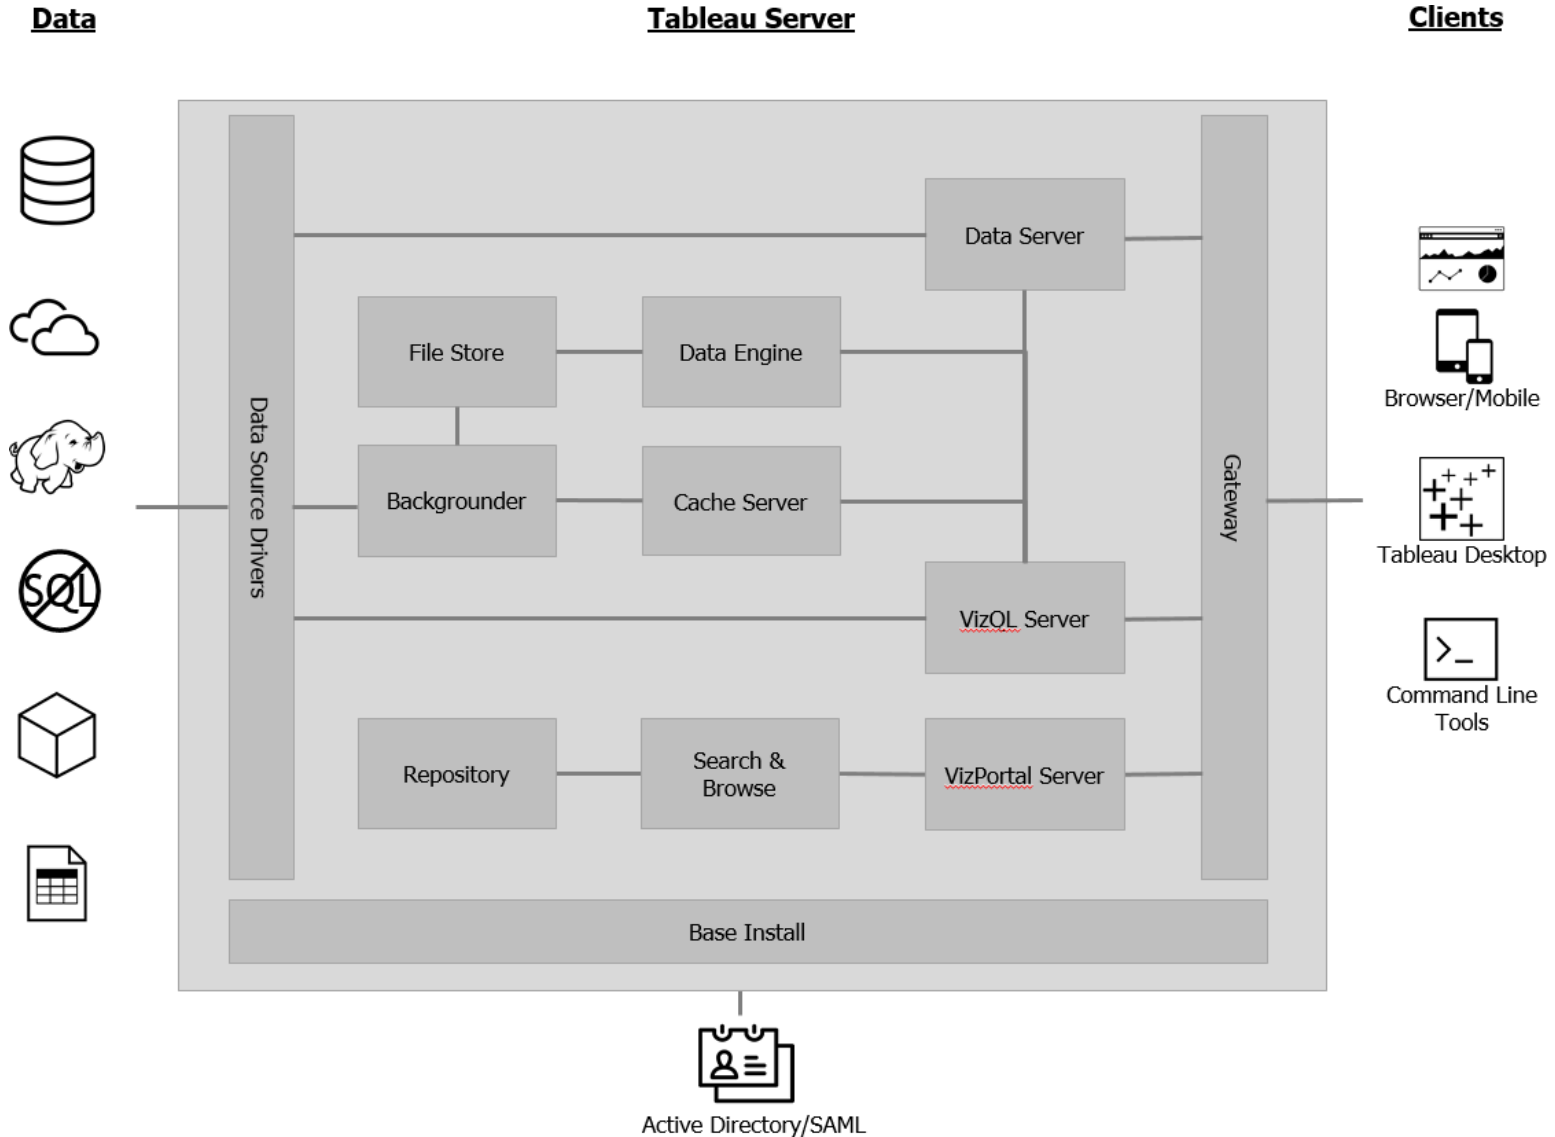 Data
Tableau Server
Clients
Data Server
File Store
Data Engine
Data Source Drivers
Backgrounder
Cache Server
Gateway
VizQL Server
Repository
Search &
Browse
VizPortal Server
Base Install
SQL
Browser/Mobile
Tableau Desktop
>_
Command Line
Tools
Active Directory/SAML